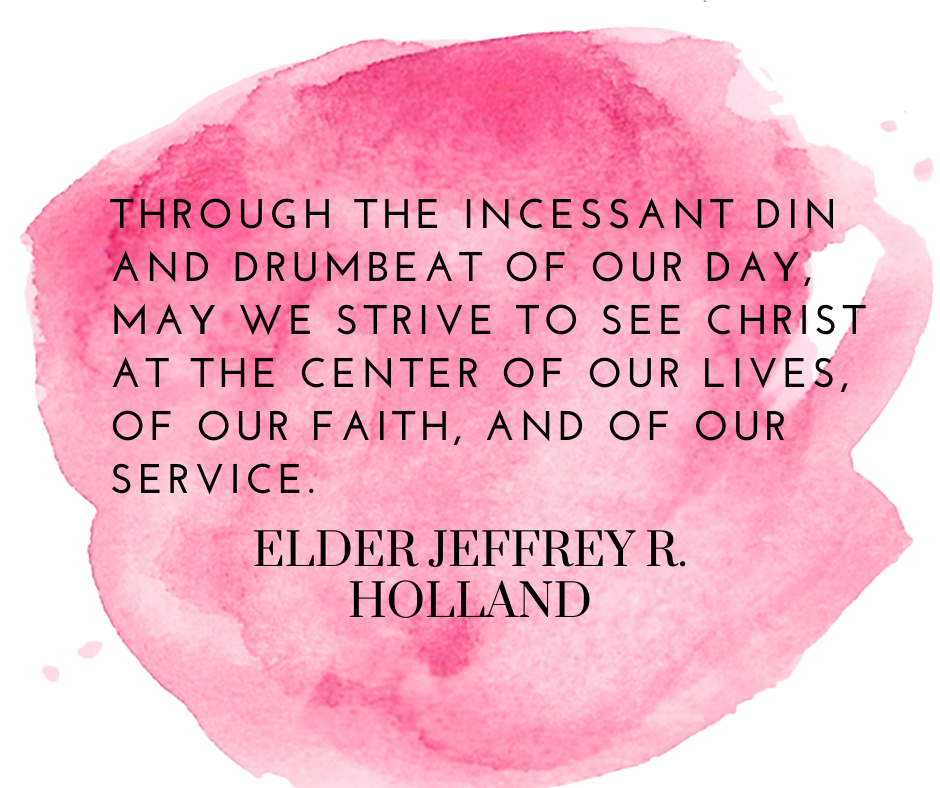 THROUGH THE INCESSANT DIN
AND DRUMBEAT OF OUR DAY,
MAY WE STRIVE TO SEE CHRIST
AT THE CENTER OF OUR LIVES,
OF OUR FAITH, AND OF OUR
SERVICE.
ELDER JEFFREY R.
HOLLAND